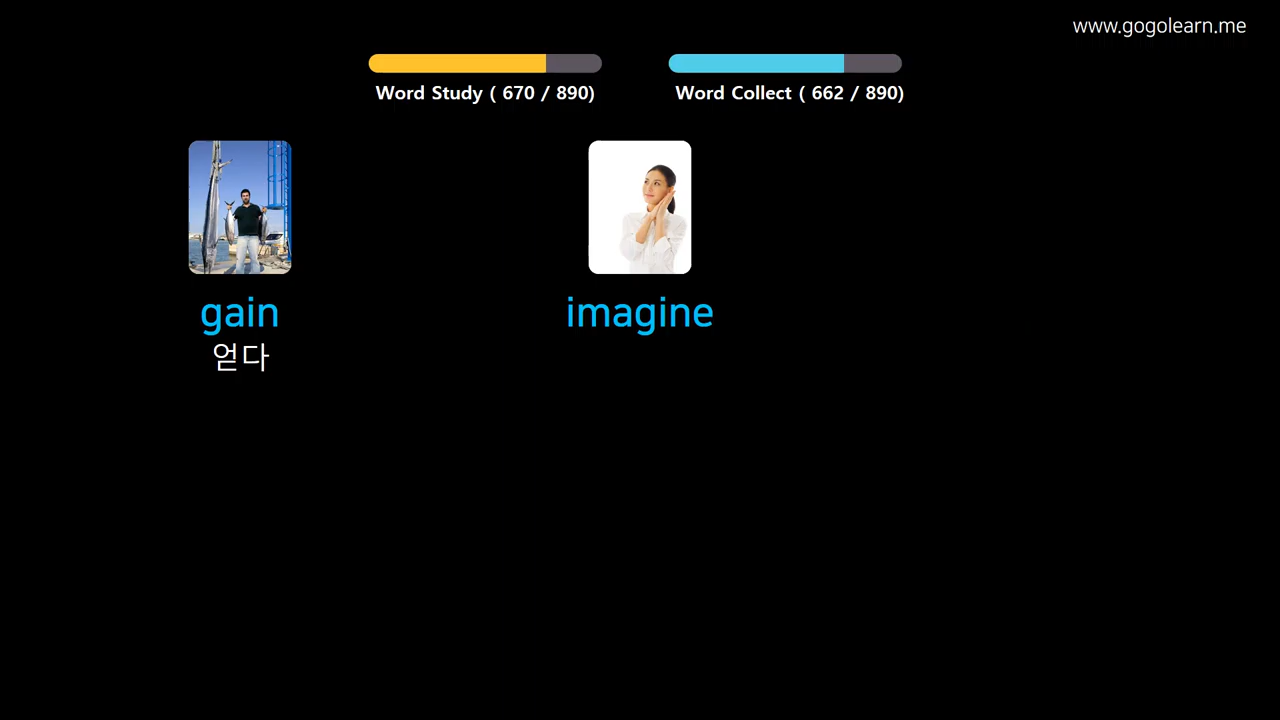 www.gogolearn.me
Word Study ( 670 / 890)
Word Collect ( 662 / 890)
gain
imagine
얻다